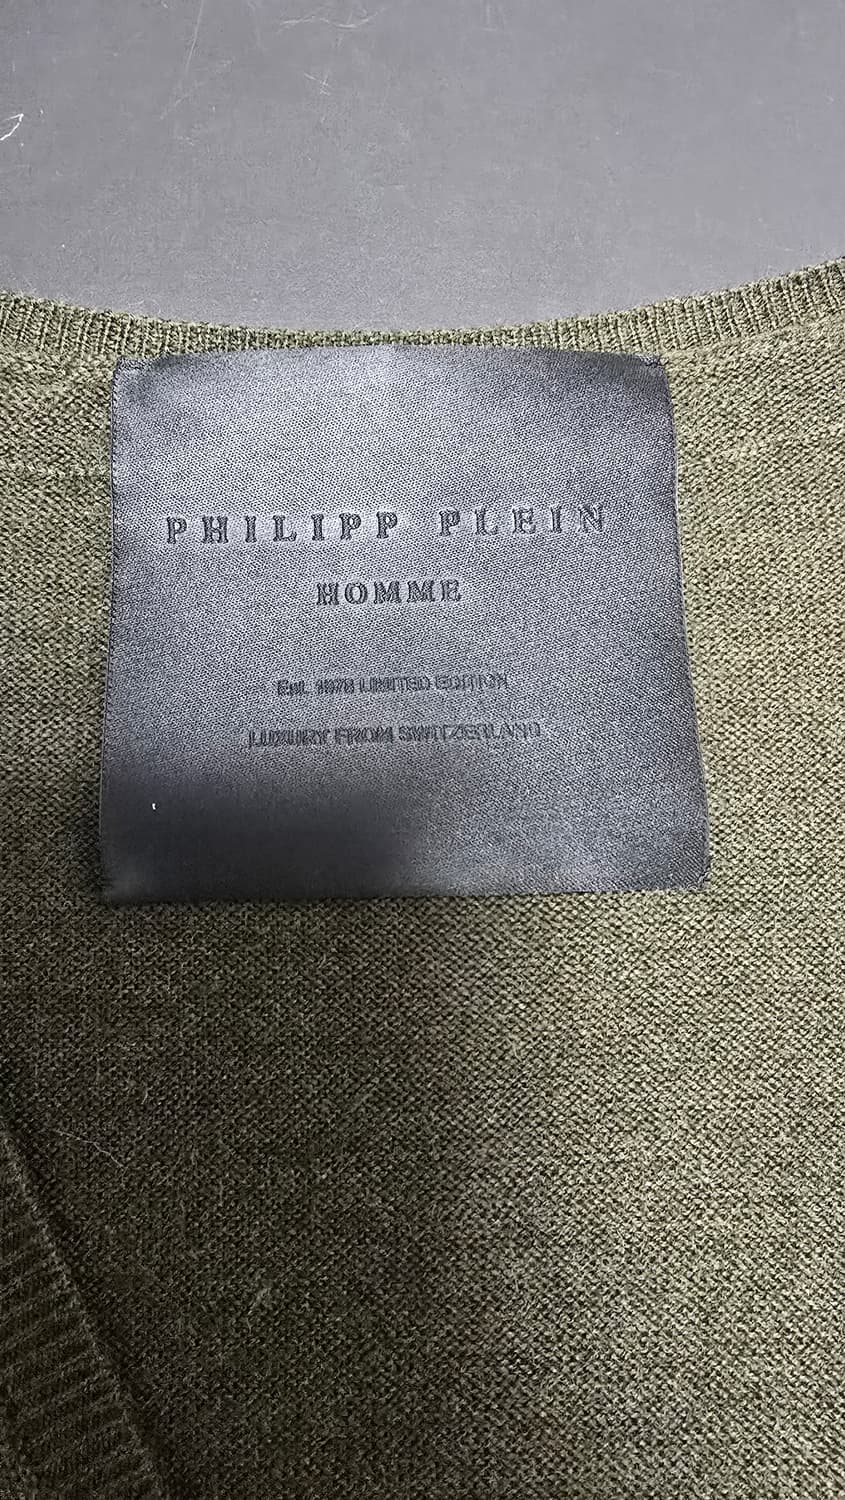 PHILIPP PLEIN
HOMME
Est. 1978 LIMITED EDITION
LUXURY FROM SWITZERLAND